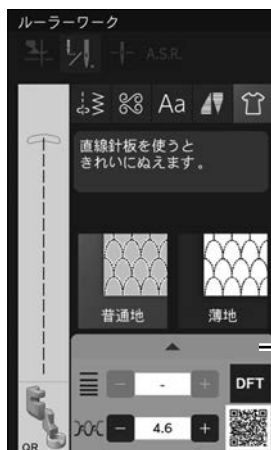 ルーラーワーク
A.S.R.
Aa
直線針板を使うと
きれいにぬえます。
普通地
薄地
- - +
DFT
- 4.6 +
QR